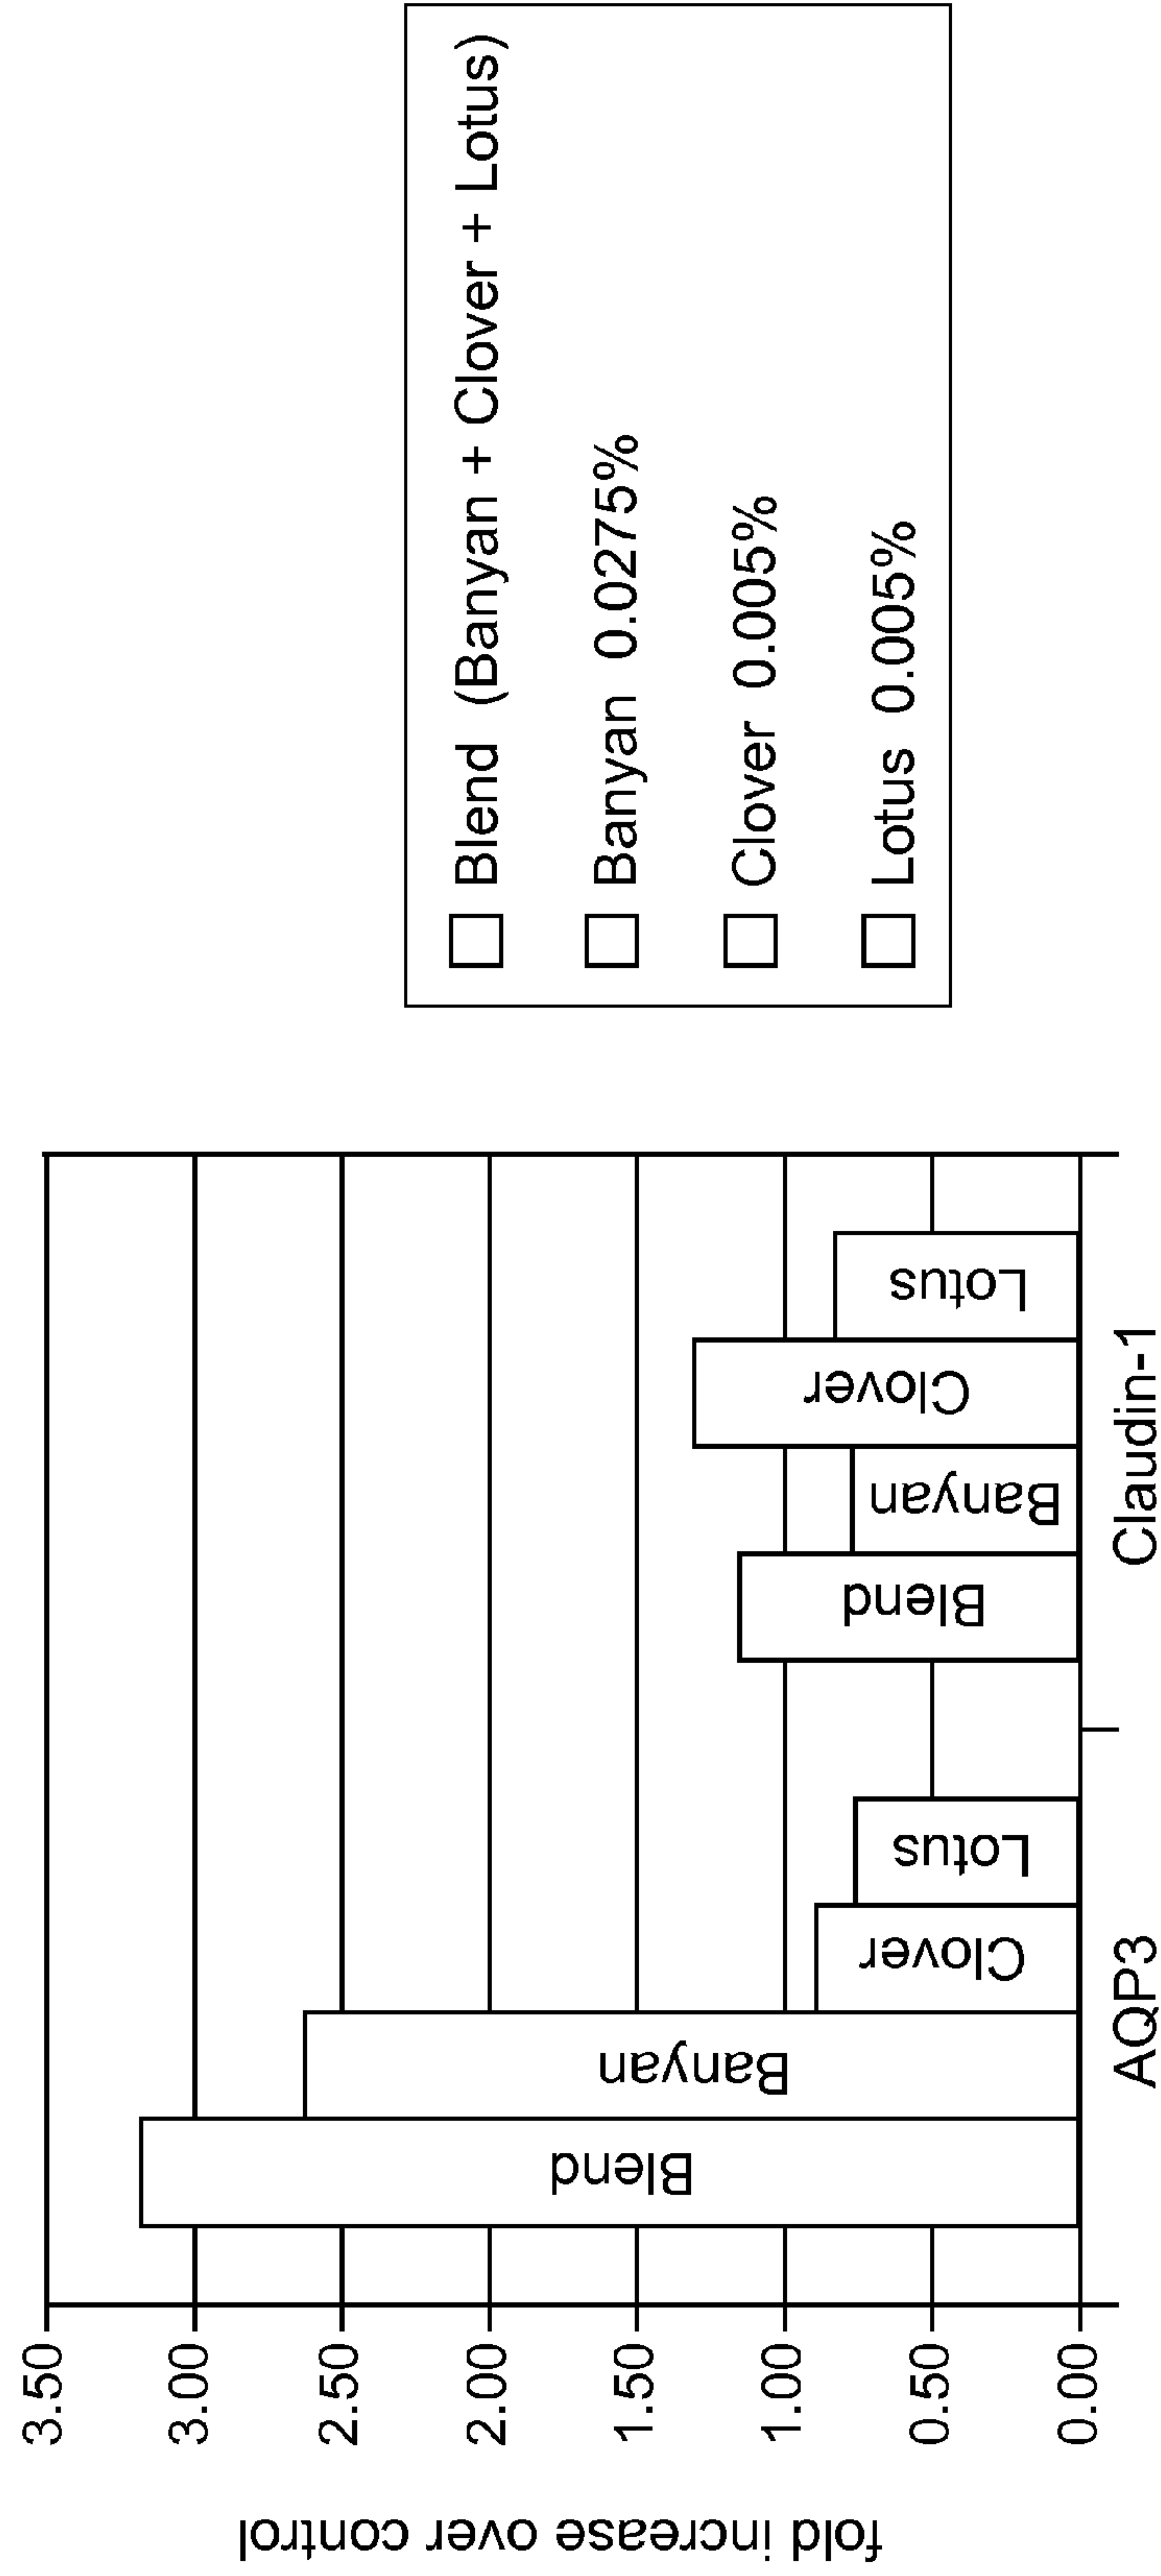 fold increase over control
3.50
3.00
2.50
2.00
1.50
1.00
0.50
0.00
Blend
Banyan
Clover
Lotus
Blend
Banyan
Clover
Lotus
AQP3
Claudin-1
Blend (Banyan + Clover + Lotus)
Banyan 0.0275%
Clover 0.005%
Lotus 0.005%